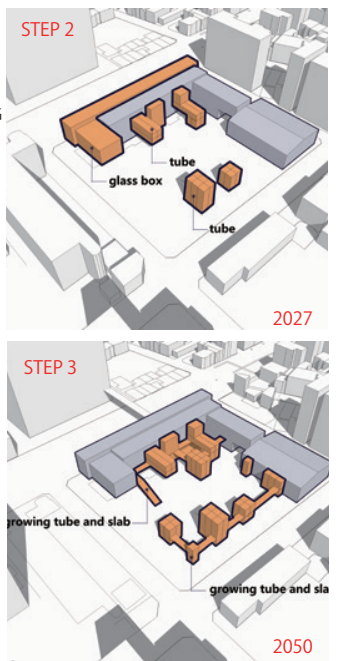 STEP 2
G
tube
glass box
tube
2027
STEP 3
growing tube and slab
growing tube and sla
2050